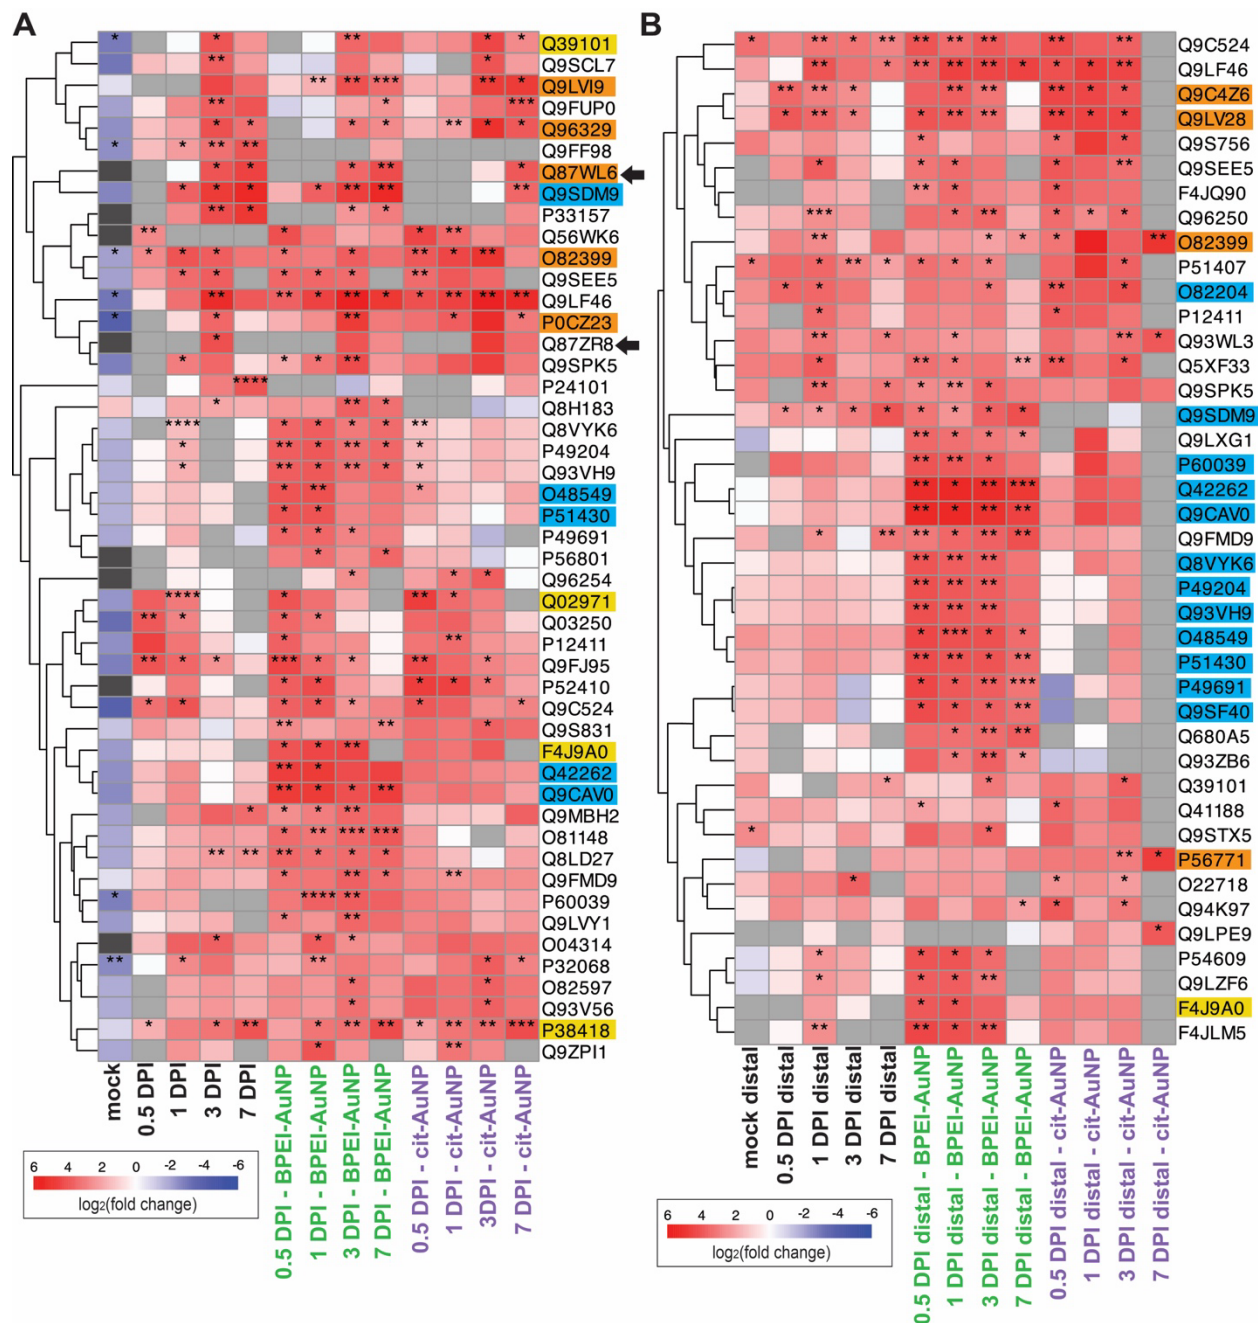 A
Q39101
Q9SCL7
Q9LVI9
Q9FUP0
Q96329
Q9FF98
Q87WL6
Q9SDM9
P33157
Q56WK6
O82399
Q9SEE5
Q9LF46
P0CZ23
Q87ZR8
Q9SPK5
P24101
Q8H183
Q8VYK6
P49204
Q93VH9
O48549
P51430
P49691
P56801
Q96254
Q02971
Q03250
P12411
Q9FJ95
P52410
Q9C524
Q9S831
F4J9A0
Q42262
Q9CAV0
Q9MBH2
O81148
Q8LD27
Q9FMD9
P60039
Q9LVY1
O04314
P32068
O82597
Q93V56
P38418
Q9ZPI1
mock
0.5 DPI
1 DPI
3 DPI
7 DPI
0.5 DPI - BPEI-AuNP
1 DPI - BPEI-AuNP
3 DPI - BPEI-AuNP
7 DPI - BPEI-AuNP
0.5 DPI - cit-AuNP
1 DPI - cit-AuNP
3DPI - cit-AuNP
7 DPI - cit-AuNP
6 4 2 0 -2 -4 -6
log2(fold change)
B
Q9C524
Q9LF46
Q9C4Z6
Q9LV28
Q9S756
Q9SEE5
F4JQ90
Q96250
O82399
P51407
O82204
P12411
Q93WL3
Q5XF33
Q9SPK5
Q9SDM9
Q9LXG1
P60039
Q42262
Q9CAV0
Q9FMD9
Q8VYK6
P49204
Q93VH9
O48549
P51430
P49691
Q9SF40
Q680A5
Q93ZB6
Q39101
Q41188
Q9STX5
P56771
O22718
Q94K97
Q9LPE9
P54609
Q9LZF6
F4J9A0
F4JLM5
mock distal
0.5 DPI distal
1 DPI distal
3 DPI distal
7 DPI distal
0.5 DPI distal - BPEI-AuNP
1 DPI distal - BPEI-AuNP
3 DPI distal - BPEI-AuNP
7 DPI distal - BPEI-AuNP
0.5 DPI distal - cit-AuNP
1 DPI distal - cit-AuNP
3 DPI distal - cit-AuNP
7 DPI distal - cit-AuNP
6 4 2 0 -2 -4 -6
log2(fold change)